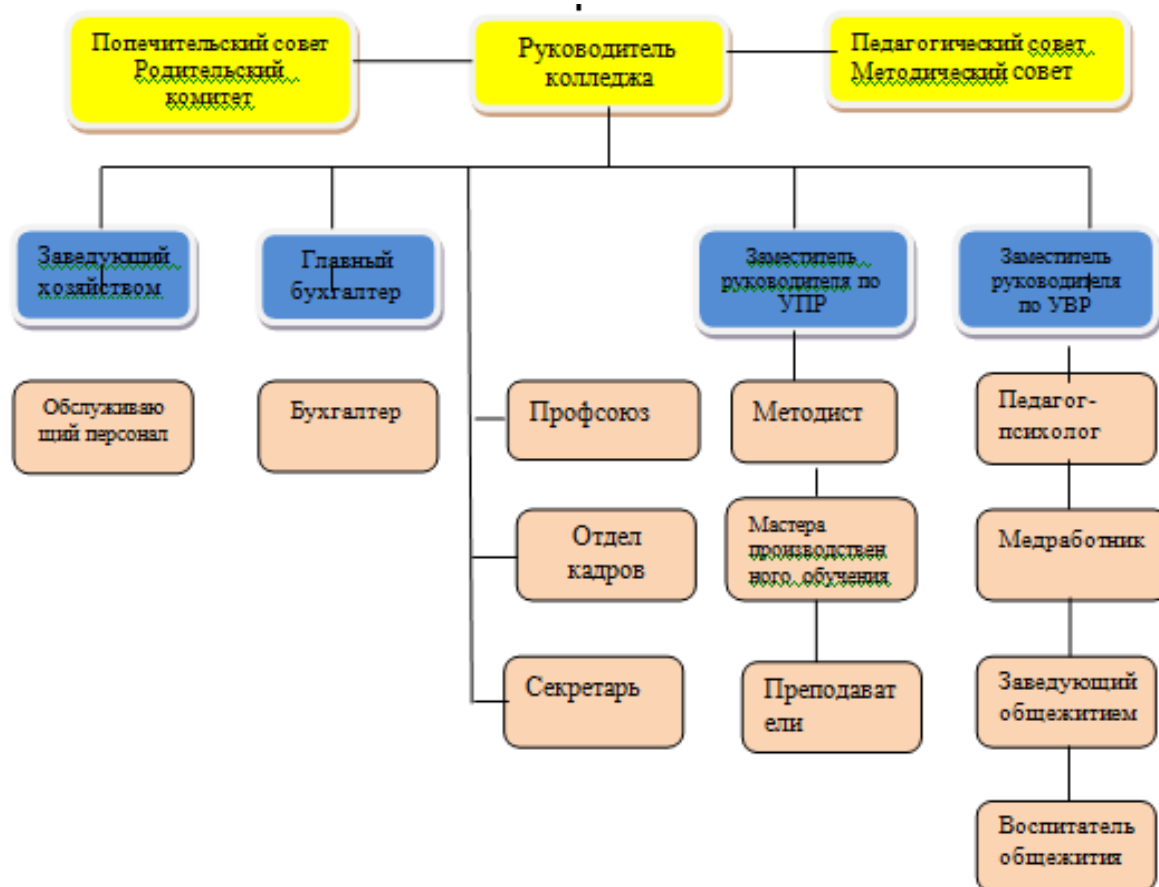 Попечительский совет
Родительский
комитет
Руководитель
колледжа
Педагогический совет
Методический совет
Заведующий
хозяйством
Главный
бухгалтер
Заместитель
руководителя по
УПР
Заместитель
руководителя
по УВР
Обслуживаю
щий персонал
Бухгалтер
Профсоюз
Методист
Педагог-
психолог
Отдел
кадров
Мастера
производствен
ного обучения
Медработник
Секретарь
Преподават
ели
Заведующий
общежитием
Воспитатель
общежития